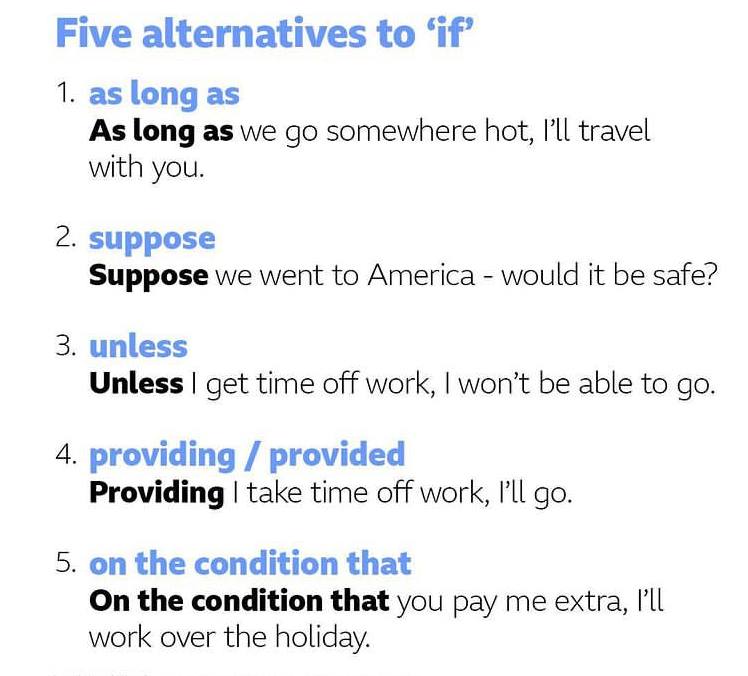 Five alternatives to ‘if’
1. as long as
As long as we go somewhere hot, I’ll travel
with you.
2. suppose
Suppose we went to America - would it be safe?
3. unless
Unless I get time off work, I won’t be able to go.
4. providing / provided
Providing I take time off work, I’ll go.
5. on the condition that
On the condition that you pay me extra, I’ll
work over the holiday.